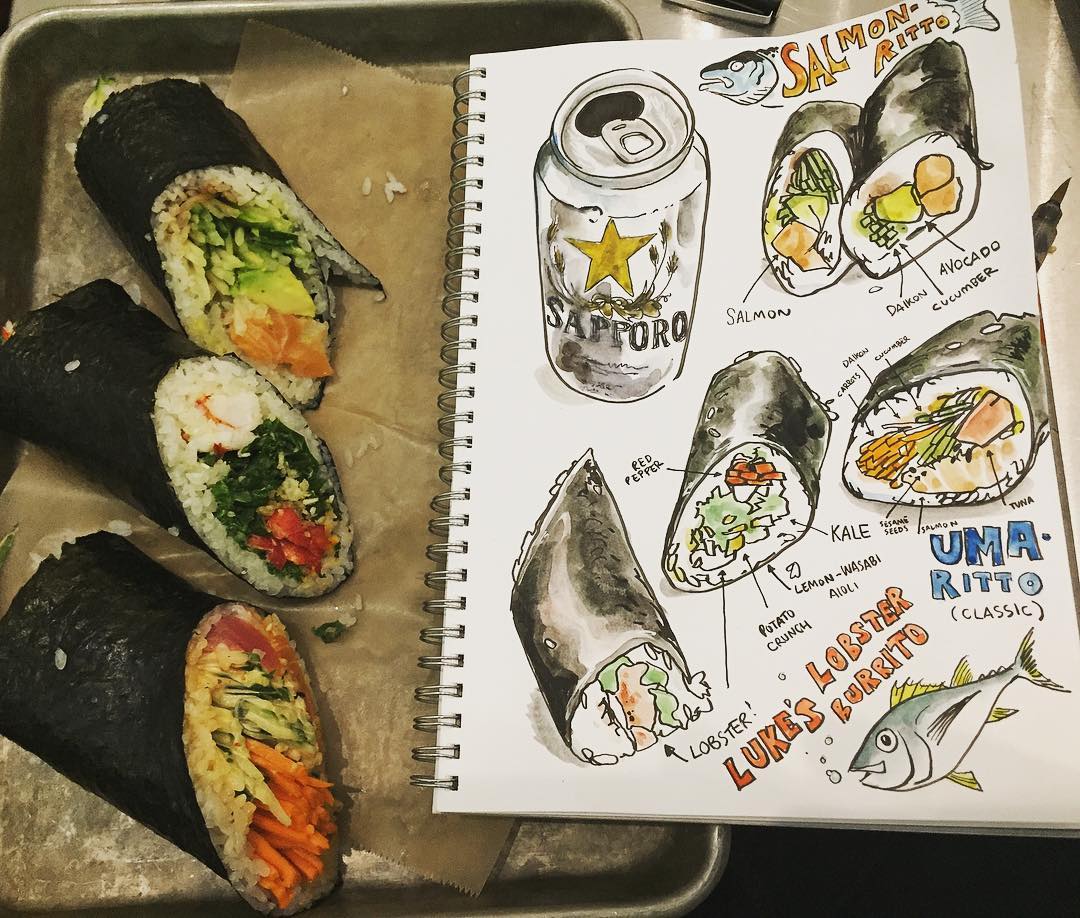 SALMON-
RITTO
SAPPORO
SALMON
DAIKON
AVOCADO
CUCUMBER
DAIKON
CUCUMBER
CARROTS
RED
PEPPER
KALE
SESAME
SEEDS
SALMON
TUNA
LEMON-WASABI
AIOLI
POTATO
CRUNCH
UMA-
RITTO
(CLASSIC)
LOBSTER!
LUKE'S LOBSTER
BURRITO